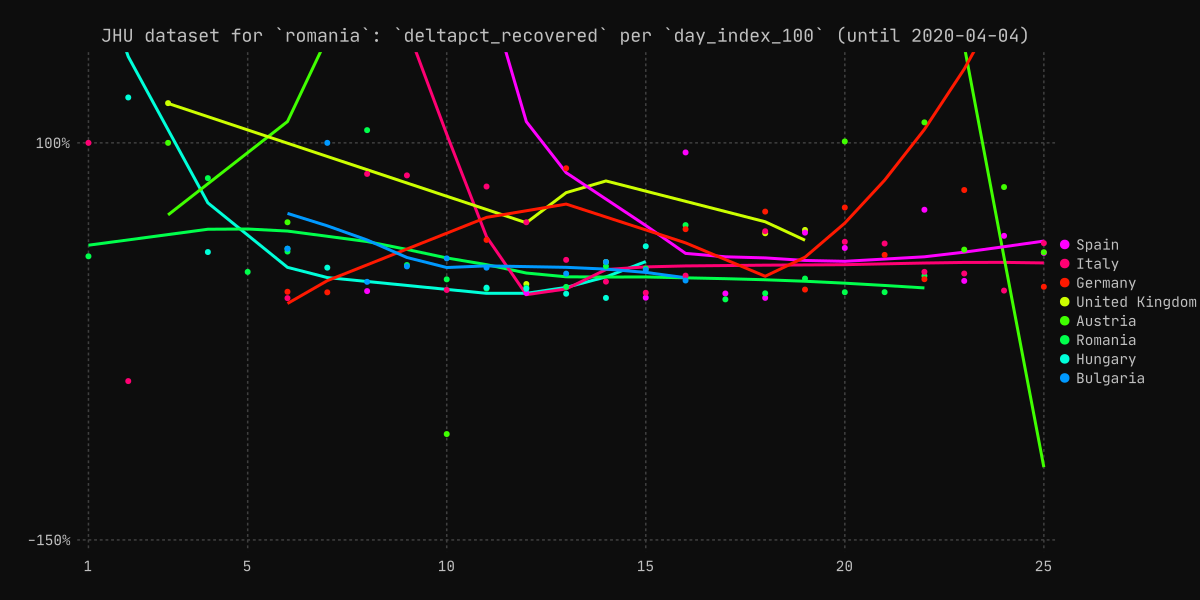 JHU dataset for `romania`: `deltapct_recovered` per `day_index_100` (until 2020-04-04)
100%
-150%
1 5 10 15 20 25
Spain
Italy
Germany
United Kingdom
Austria
Romania
Hungary
Bulgaria